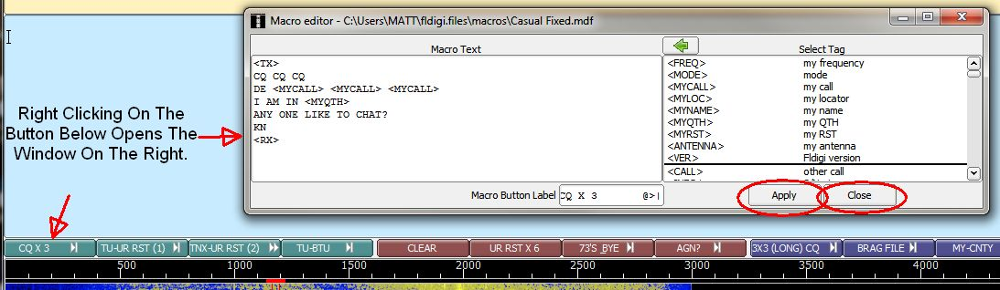 Macro editor - C:\Users\MATT\fldigi.files\macros\Casual Fixed.mdf
Macro Text
Select Tag
<TX>
CQ CQ CQ
DE <MYCALL> <MYCALL> <MYCALL>
I AM IN <MYQTH>
ANY ONE LIKE TO CHAT?
KN
<RX>
<FREQ> my frequency
<MODE> mode
<MYCALL> my call
<MYLOC> my locator
<MYNAME> my name
<MYQTH> my QTH
<MYRST> my RST
<ANTENNA> my antenna
<VER> Fldigi version
<CALL> other call
Macro Button Label
CQ X 3 @>|
Apply
Close
Right Clicking On The
Button Below Opens The
Window On The Right.
CQ X 3
TU-UR RST (1)
TNX-UR RST (2)
TU-BTU
CLEAR
UR RST X 6
73'S_BYE
AGN?
3X3 (LONG) CQ
BRAG FILE
MY-CNTY
500 1000 1500 2000 2500 3000 3500 4000